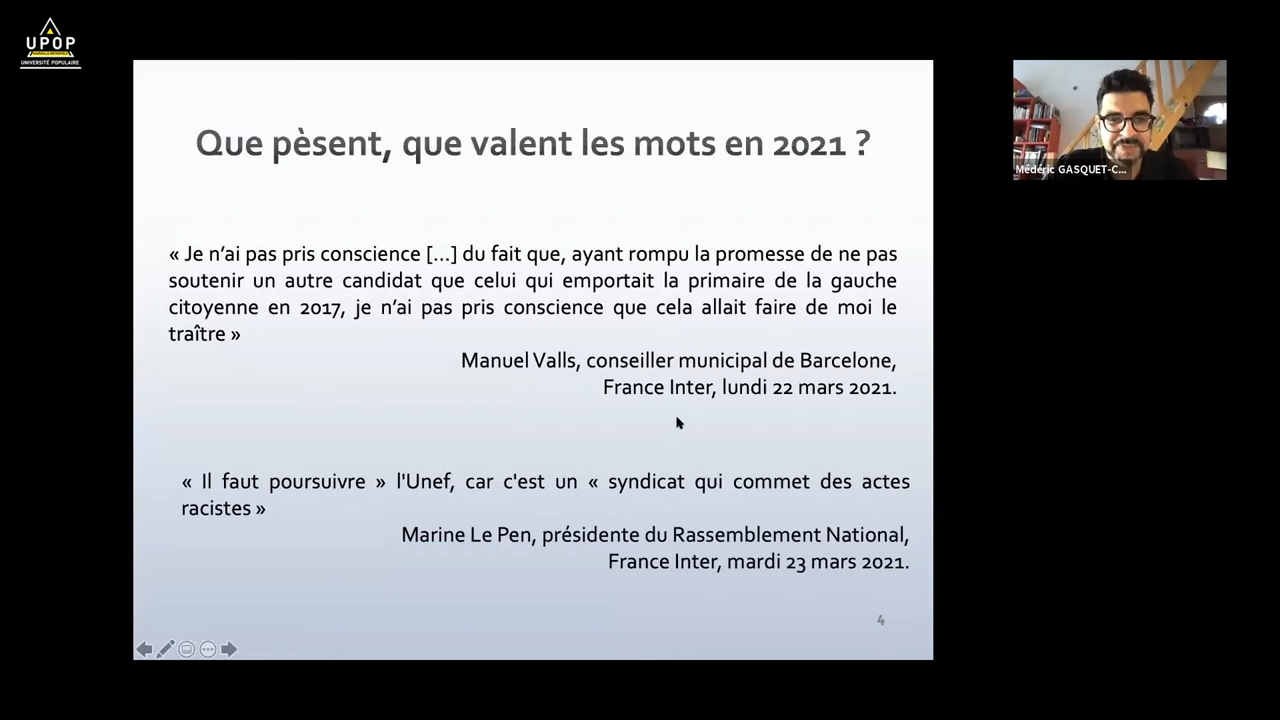 UPOP
UNIVERSITÉ POPULAIRE
Que pèsent, que valent les mots en 2021 ?
« Je n’ai pas pris conscience [...] du fait que, ayant rompu la promesse de ne pas
soutenir un autre candidat que celui qui emportait la primaire de la gauche
citoyenne en 2017, je n’ai pas pris conscience que cela allait faire de moi le
traître »
Manuel Valls, conseiller municipal de Barcelone,
France Inter, lundi 22 mars 2021.
« Il faut poursuivre » l'Unef, car c'est un « syndicat qui commet des actes
racistes »
Marine Le Pen, présidente du Rassemblement National,
France Inter, mardi 23 mars 2021.
4
Médéric GASQUET-C...